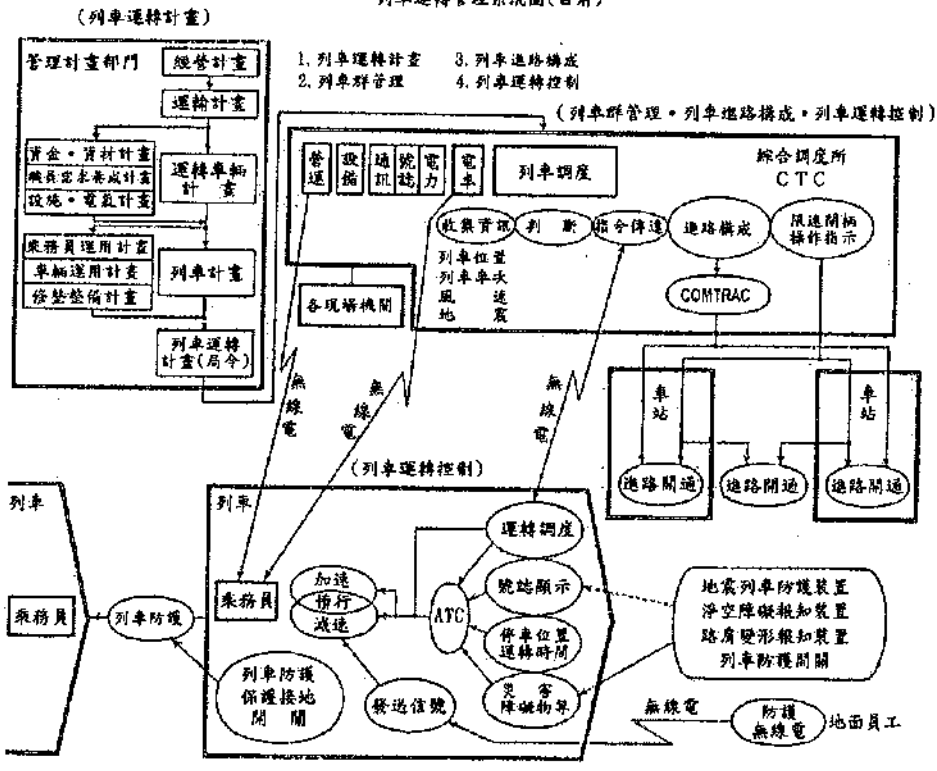 列車運轉管理系統圖(日有)
(列車運轉計畫)
管理計畫部門
經營計畫
運輸計畫
資金・資材計畫
職員需求養成計畫
設施・電氣計畫
運轉車輛
計畫
乘務員運用計畫
車輛運用計畫
修整整備計畫
列車計畫
列車運轉
計畫(局令)
1. 列車運轉計畫
2. 列車群管理
3. 列車進路構成
4. 列車運轉控制
(列車群管理・列車進路構成・列車運轉控制)
營運
設備
通訊
號誌
電力
電車
列車調度
綜合調度所
CTC
收集資訊
判斷
指令傳達
進路構成
限速閘柄
操作指示
列車位置
列車車次
風速
地震
各現場機關
COMTRAC
無線電
無線電
無線電
車站
車站
進路開通
進路開通
進路開通
(列車運轉控制)
列車
乘務員
列車防護
列車
乘務員
加速
惰行
減速
ATC
運轉調度
號誌顯示
停車位置
運轉時間
災害
障礙物等
列車防護
保護接地
開關
發送信號
地震列車防護裝置
淨空障礙報知裝置
路肩變形報知裝置
列車防護開關
無線電
防護
無線電
地面員工